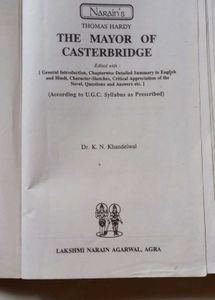 Narain's
THOMAS HARDY
THE MAYOR OF
CASTERBRIDGE
Edited with :
[ General Introduction, Chapterwise Detailed Summary in English
and Hindi, Character-Sketches, Critical Appreciation of the
Novel, Questions and Answers etc. ]
(According to U.G.C. Syllabus as Prescribed)
Dr. K. N. Khandelwal
LAKSHMI NARAIN AGARWAL, AGRA